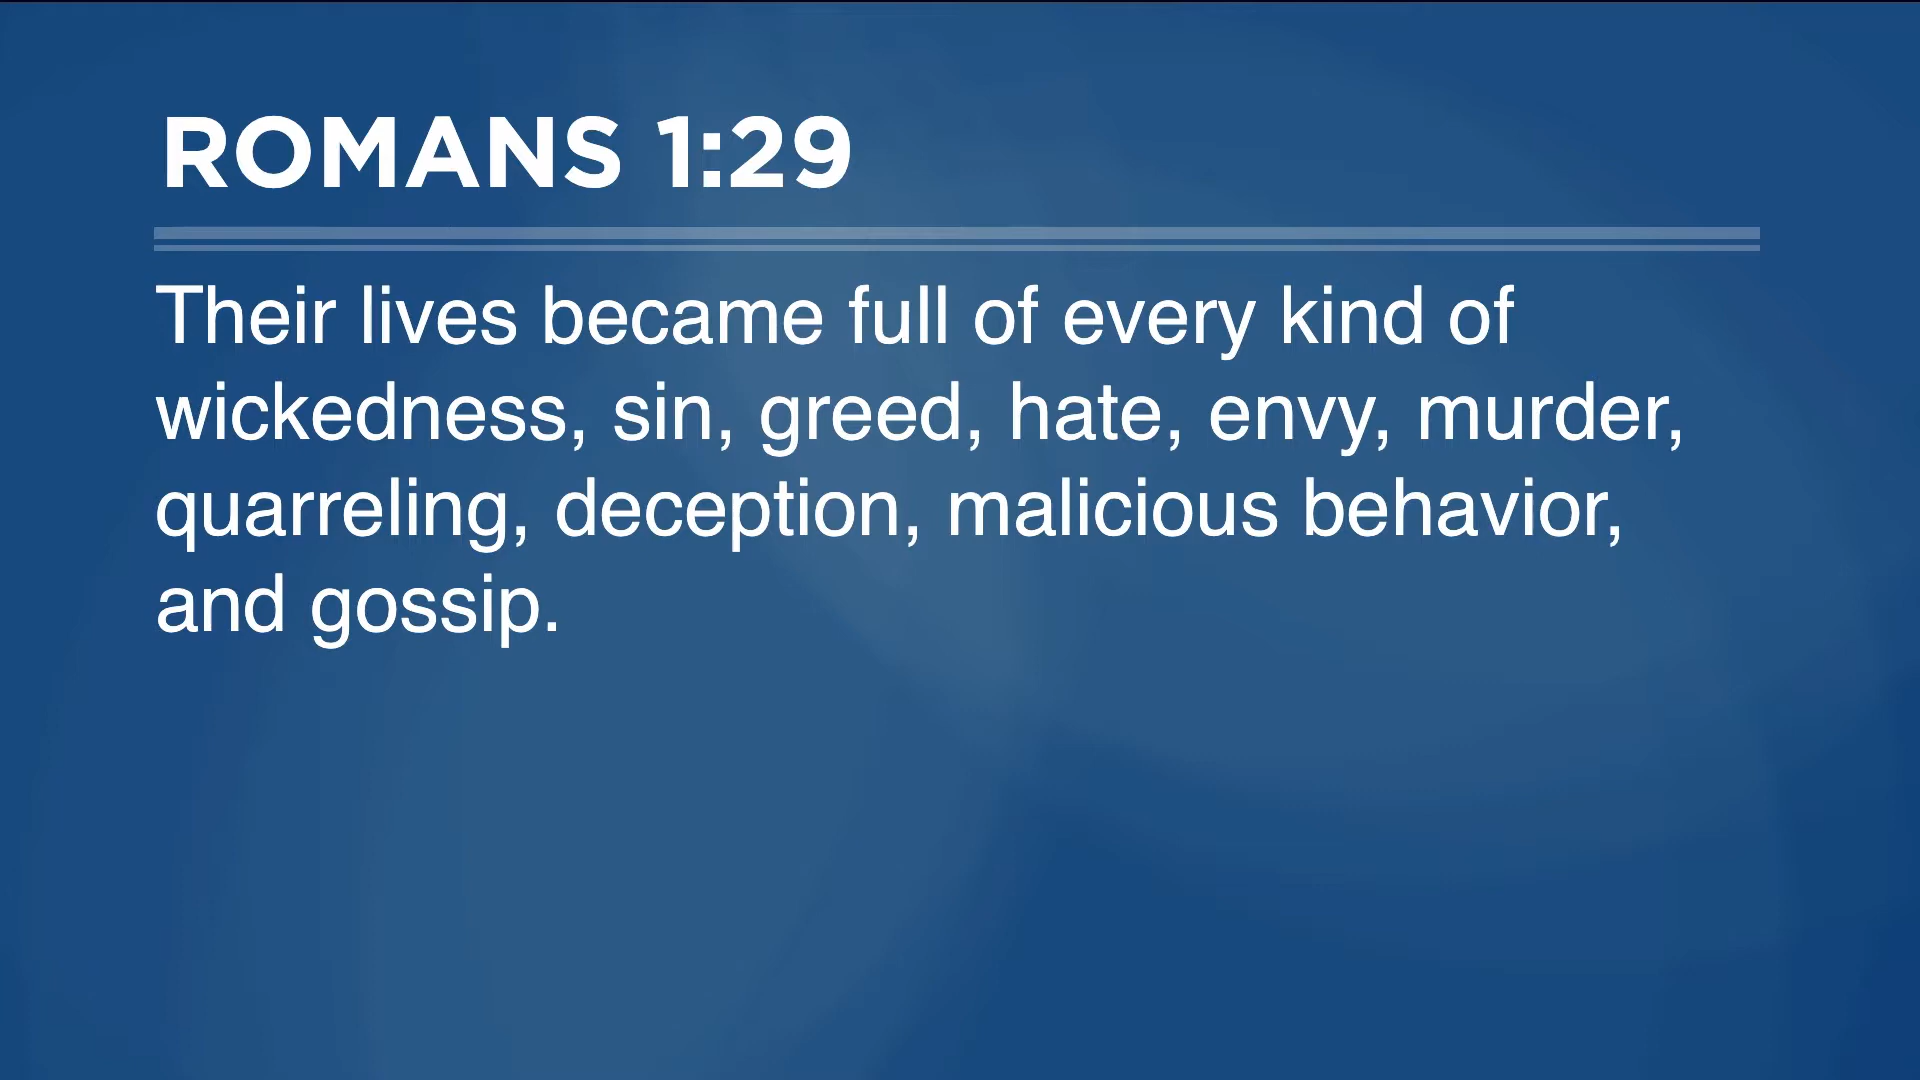 ROMANS 1:29
Their lives became full of every kind of
wickedness, sin, greed, hate, envy, murder,
quarreling, deception, malicious behavior,
and gossip.